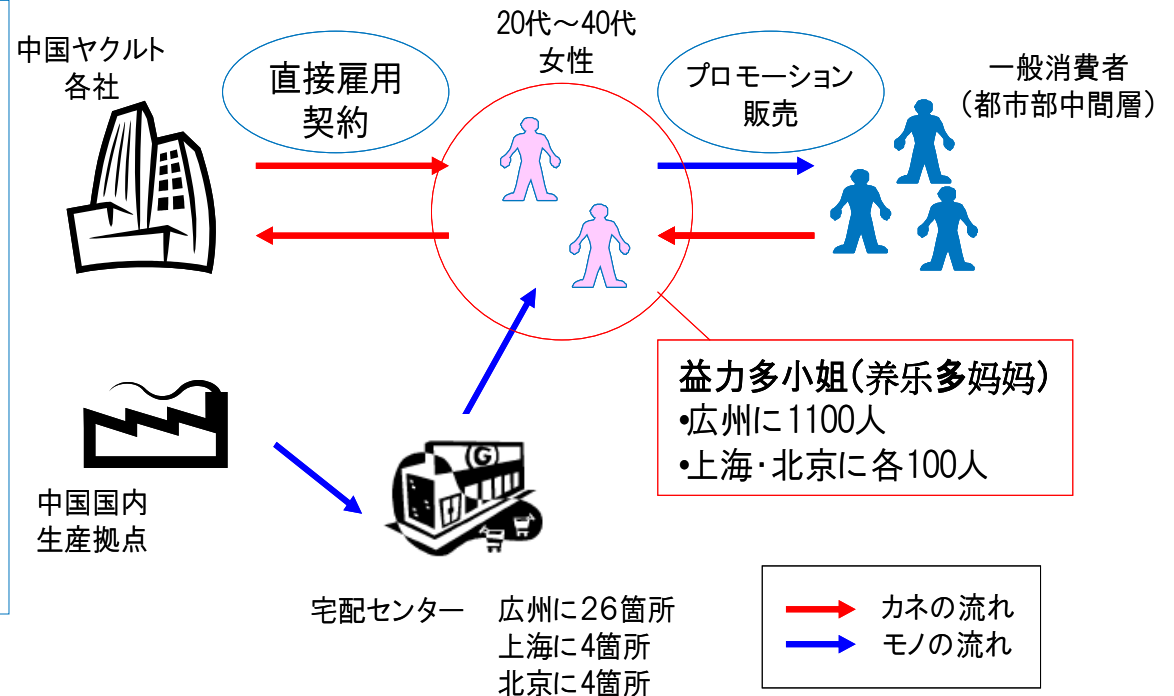 中国ヤクルト
各社
直接雇用
契約
20代～40代
女性
プロモーション
販売
一般消費者
（都市部中間層）
益力多小姐（养乐多妈妈）
•広州に1100人
•上海・北京に各100人
中国国内
生産拠点
G
宅配センター 広州に26箇所
上海に4箇所
北京に4箇所
カネの流れ
モノの流れ